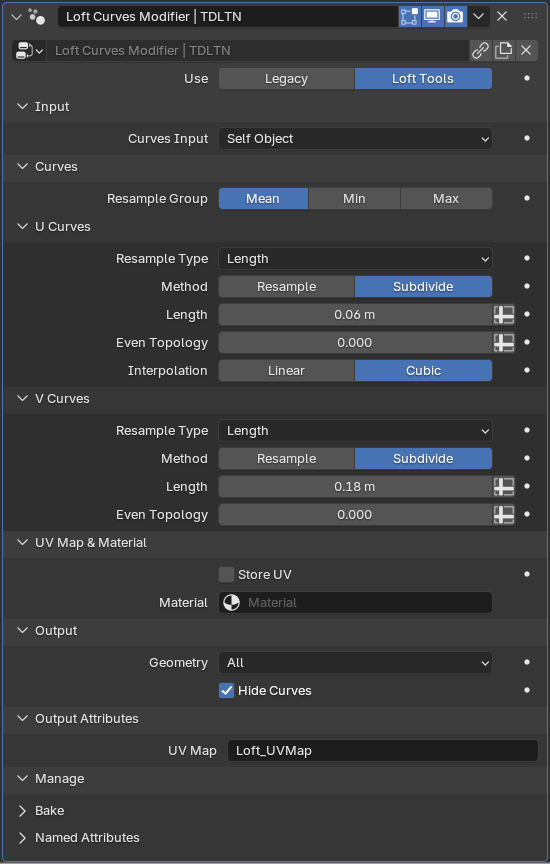 Loft Curves Modifier | TDLTN
Loft Curves Modifier | TDLTN
Use Legacy Loft Tools
Input
Curves Input Self Object
Curves
Resample Group Mean Min Max
U Curves
Resample Type Length
Method Resample Subdivide
Length 0.06 m
Even Topology 0.000
Interpolation Linear Cubic
V Curves
Resample Type Length
Method Resample Subdivide
Length 0.18 m
Even Topology 0.000
UV Map & Material
Store UV
Material Material
Output
Geometry All
Hide Curves
Output Attributes
UV Map Loft_UVMap
Manage
Bake
Named Attributes